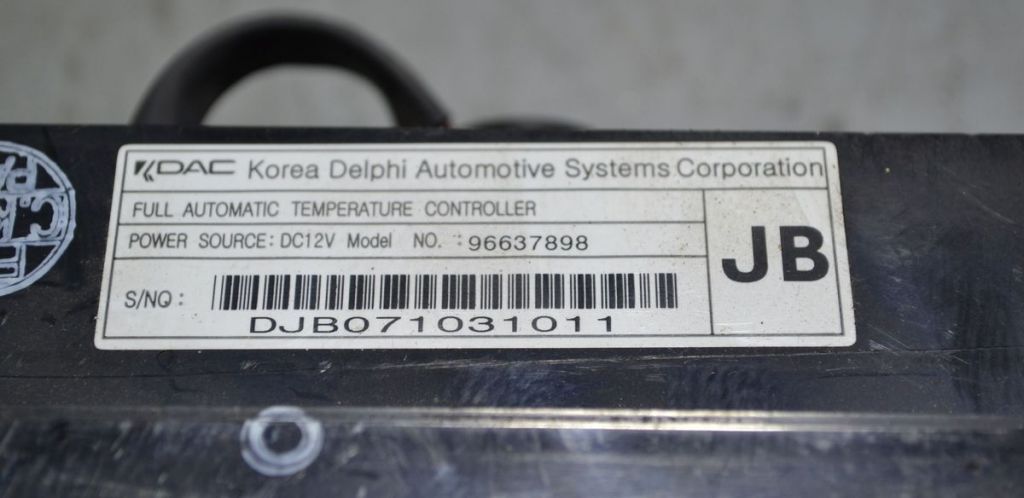 KDAC Korea Delphi Automotive Systems Corporation
FULL AUTOMATIC TEMPERATURE CONTROLLER
POWER SOURCE: DC12V Model NO. : 96637898
JB
S/NO :
DJB071031011